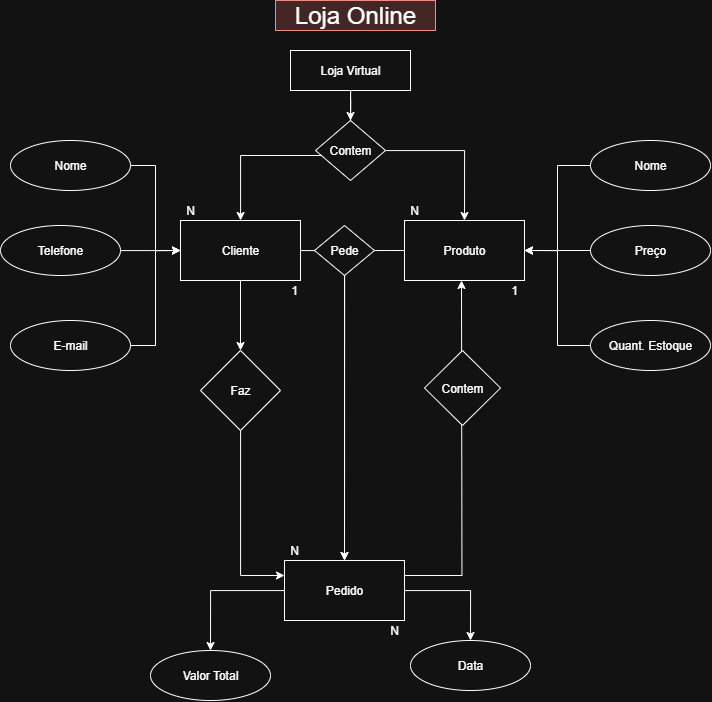 Loja Online
Loja Virtual
Contem
Nome
Nome
N
N
Telefone
Cliente
Pede
Produto
Preço
1
1
E-mail
Quant. Estoque
Faz
Contem
N
Pedido
N
Valor Total
Data